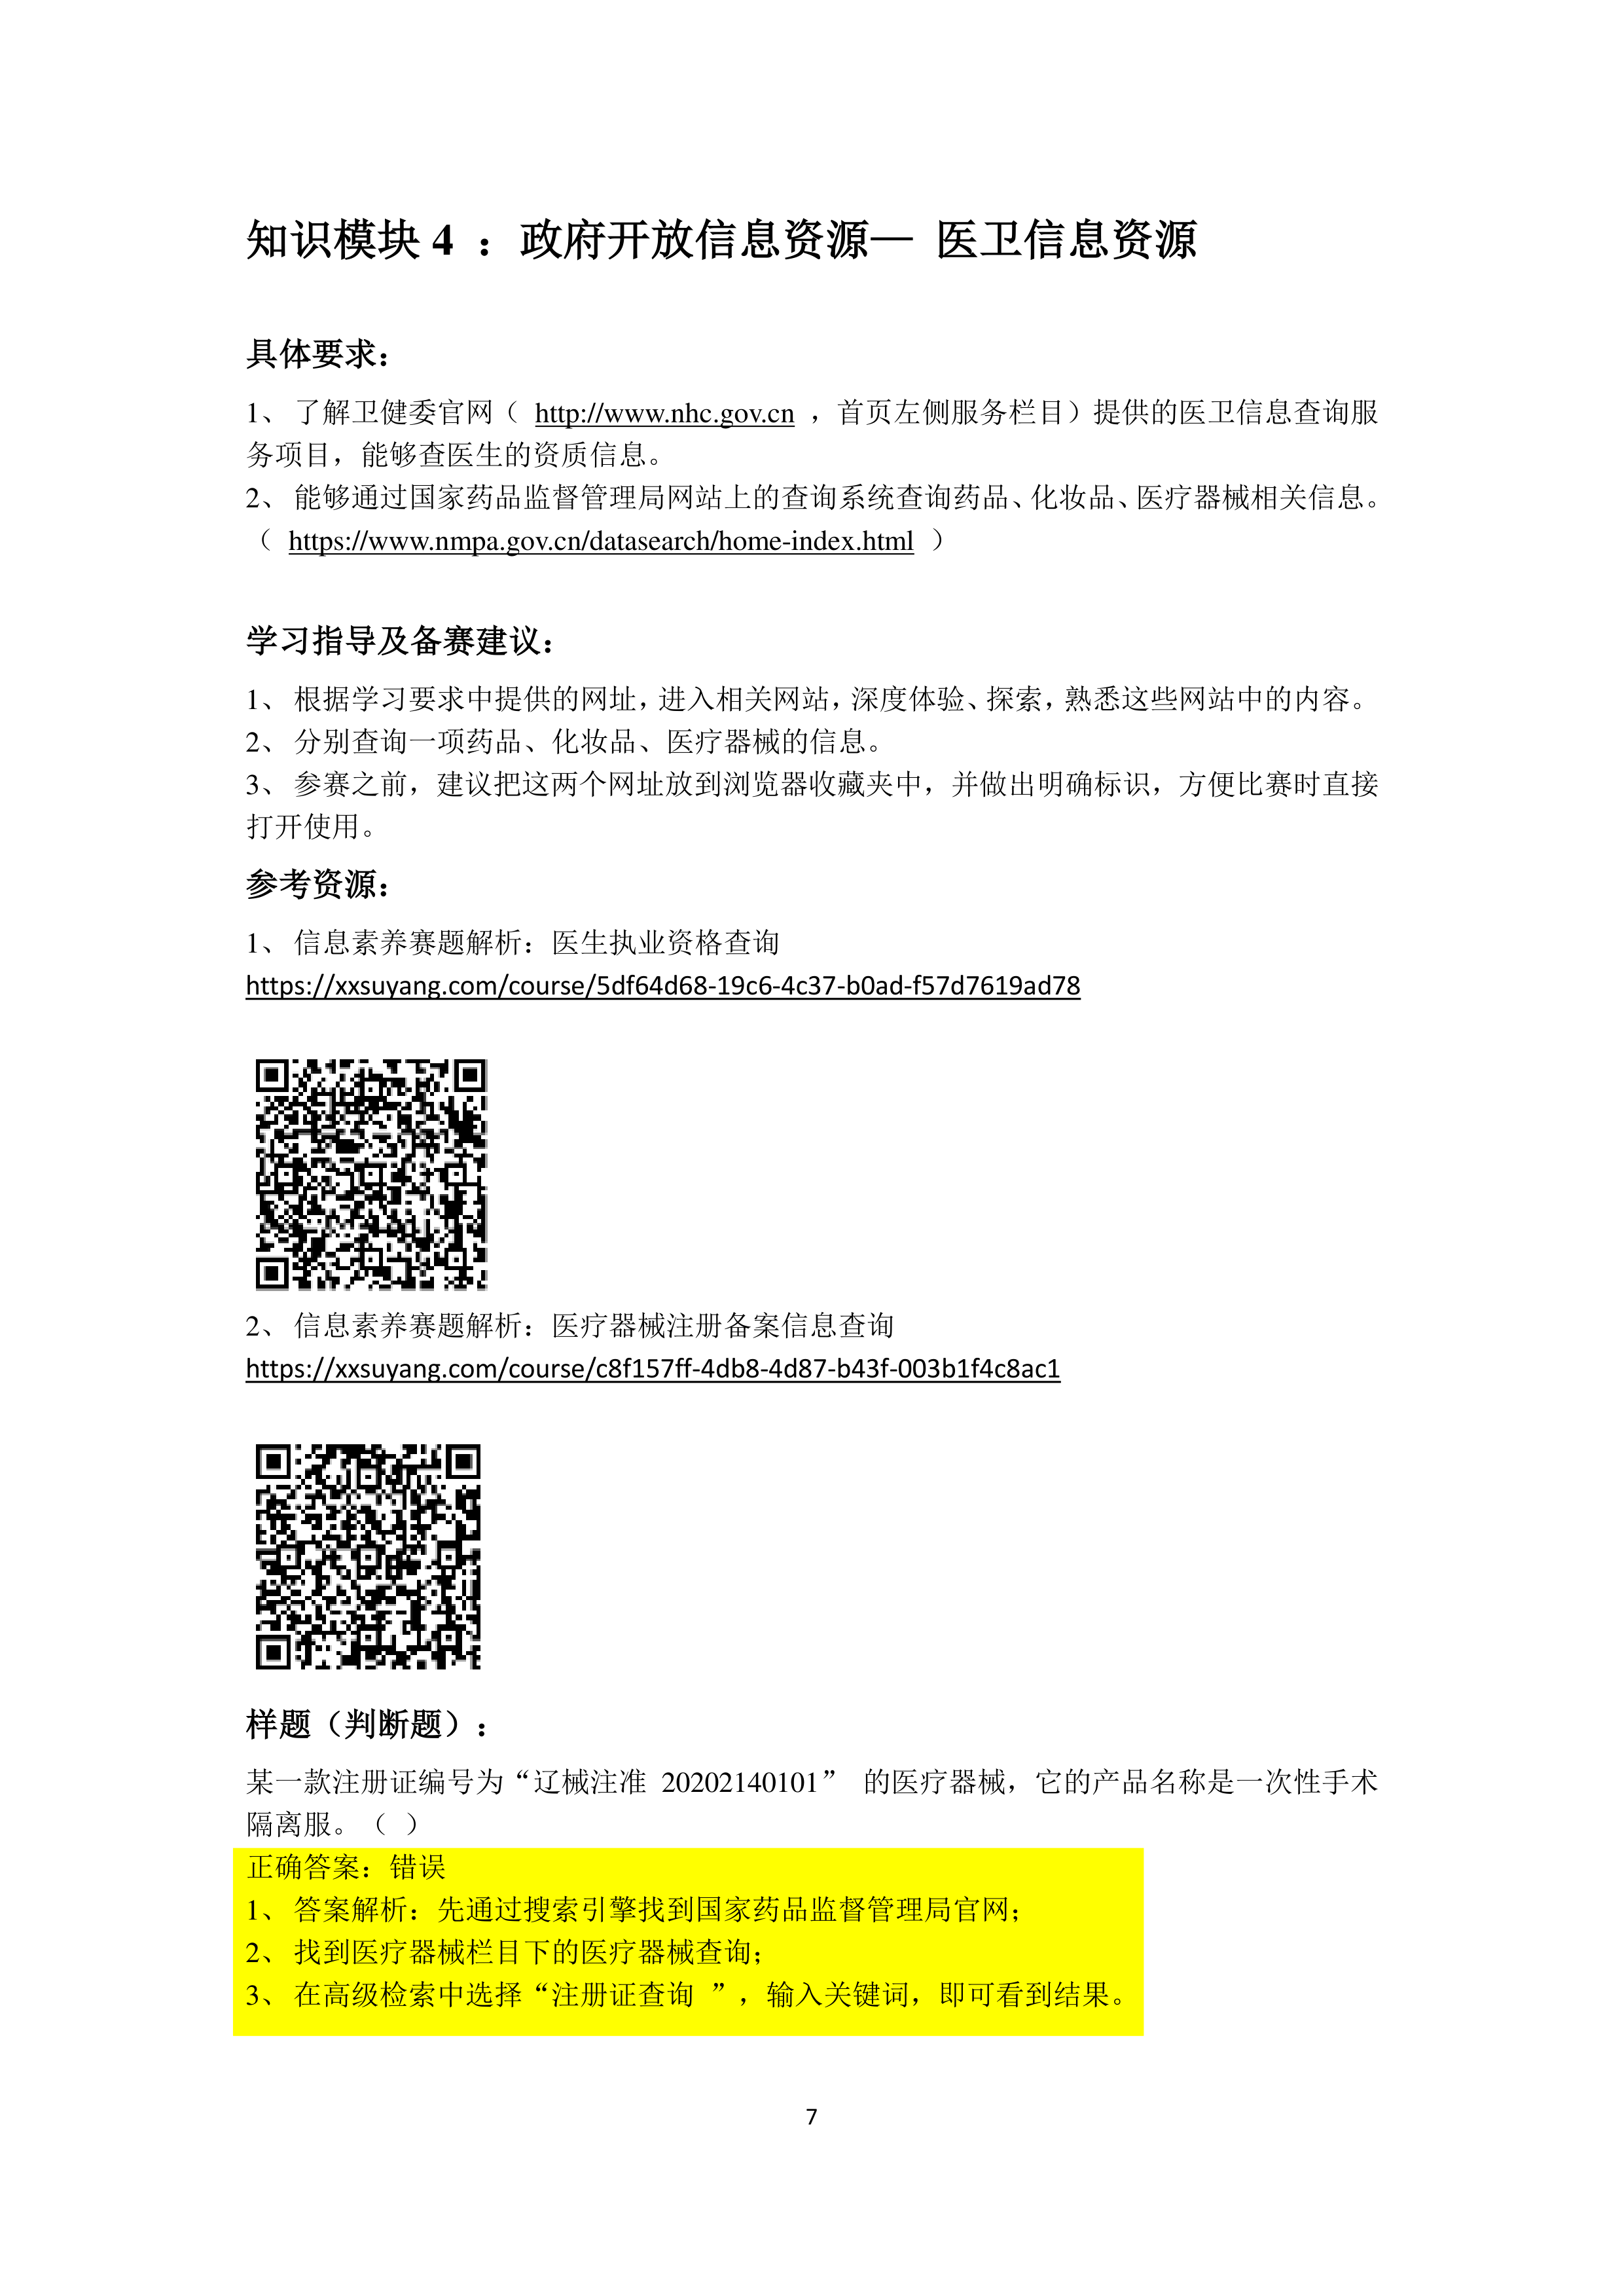 知识模块 4 ：政府开放信息资源— 医卫信息资源
具体要求：
1、 了解卫健委官网（ http://www.nhc.gov.cn ，首页左侧服务栏目）提供的医卫信息查询服
务项目，能够查医生的资质信息。
2、 能够通过国家药品监督管理局网站上的查询系统查询药品、化妆品、医疗器械相关信息。
（ https://www.nmpa.gov.cn/datasearch/home-index.html ）
学习指导及备赛建议：
1、 根据学习要求中提供的网址，进入相关网站，深度体验、探索，熟悉这些网站中的内容。
2、 分别查询一项药品、化妆品、医疗器械的信息。
3、 参赛之前，建议把这两个网址放到浏览器收藏夹中，并做出明确标识，方便比赛时直接
打开使用。
参考资源：
1、 信息素养赛题解析：医生执业资格查询
https://xxsuyang.com/course/5df64d68-19c6-4c37-b0ad-f57d7619ad78
2、 信息素养赛题解析：医疗器械注册备案信息查询
https://xxsuyang.com/course/c8f157ff-4db8-4d87-b43f-003b1f4c8ac1
样题（判断题）：
某一款注册证编号为“辽械注准 20202140101” 的医疗器械，它的产品名称是一次性手术
隔离服。（ ）
正确答案：错误
1、 答案解析：先通过搜索引擎找到国家药品监督管理局官网；
2、 找到医疗器械栏目下的医疗器械查询；
3、 在高级检索中选择“注册证查询 ”，输入关键词，即可看到结果。
7